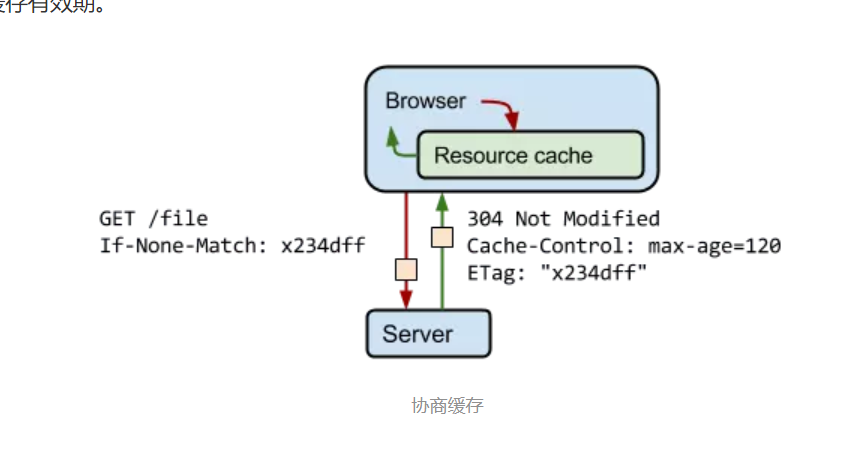 存有效期。
Browser
Resource cache
GET /file
If-None-Match: x234dff
304 Not Modified
Cache-Control: max-age=120
ETag: "x234dff"
Server
协商缓存